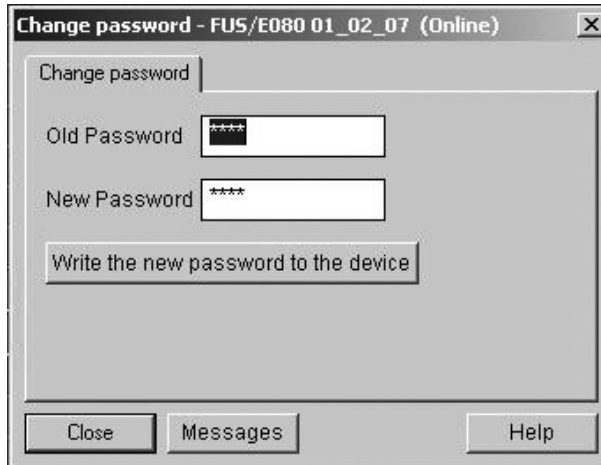 Change password - FUS/E080 01_02_07 (Online)
Change password
Old Password ****
New Password ****
Write the new password to the device
Close Messages Help